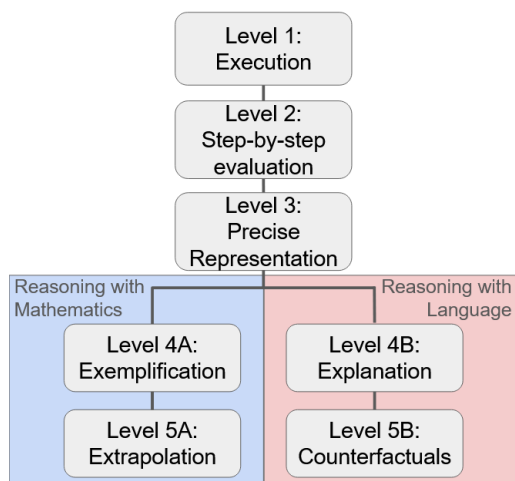 Level 1:
Execution
Level 2:
Step-by-step
evaluation
Level 3:
Precise
Representation
Reasoning with
Mathematics
Reasoning with
Language
Level 4A:
Exemplification
Level 4B:
Explanation
Level 5A:
Extrapolation
Level 5B:
Counterfactuals